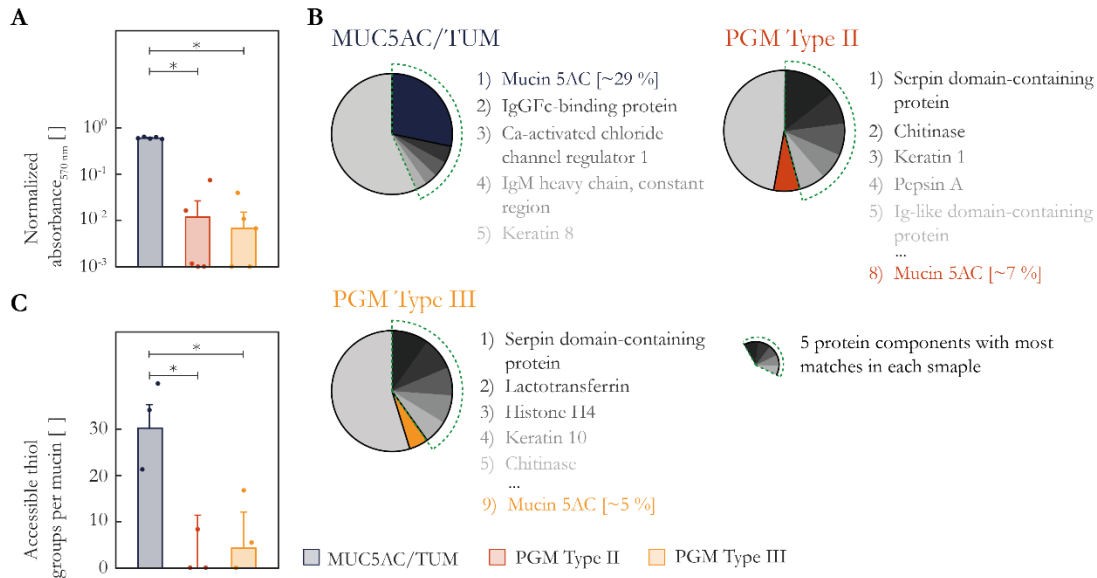 A
Normalized
absorbance570 nm [ ]
10^0
10^-1
10^-2
10^-3
*
*
B
MUC5AC/TUM
1) Mucin 5AC [~29 %]
2) IgGFc-binding protein
3) Ca-activated chloride
channel regulator 1
4) IgM heavy chain, constant
region
5) Keratin 8
PGM Type II
1) Serpin domain-containing
protein
2) Chitinase
3) Keratin 1
4) Pepsin A
5) Ig-like domain-containing
protein
...
8) Mucin 5AC [~7 %]
PGM Type III
1) Serpin domain-containing
protein
2) Lactotransferrin
3) Histone H4
4) Keratin 10
5) Chitinase
...
9) Mucin 5AC [~5 %]
5 protein components with most
matches in each smaple
C
Accessible thiol
groups per mucin [ ]
30
20
10
0
*
*
MUC5AC/TUM
PGM Type II
PGM Type III